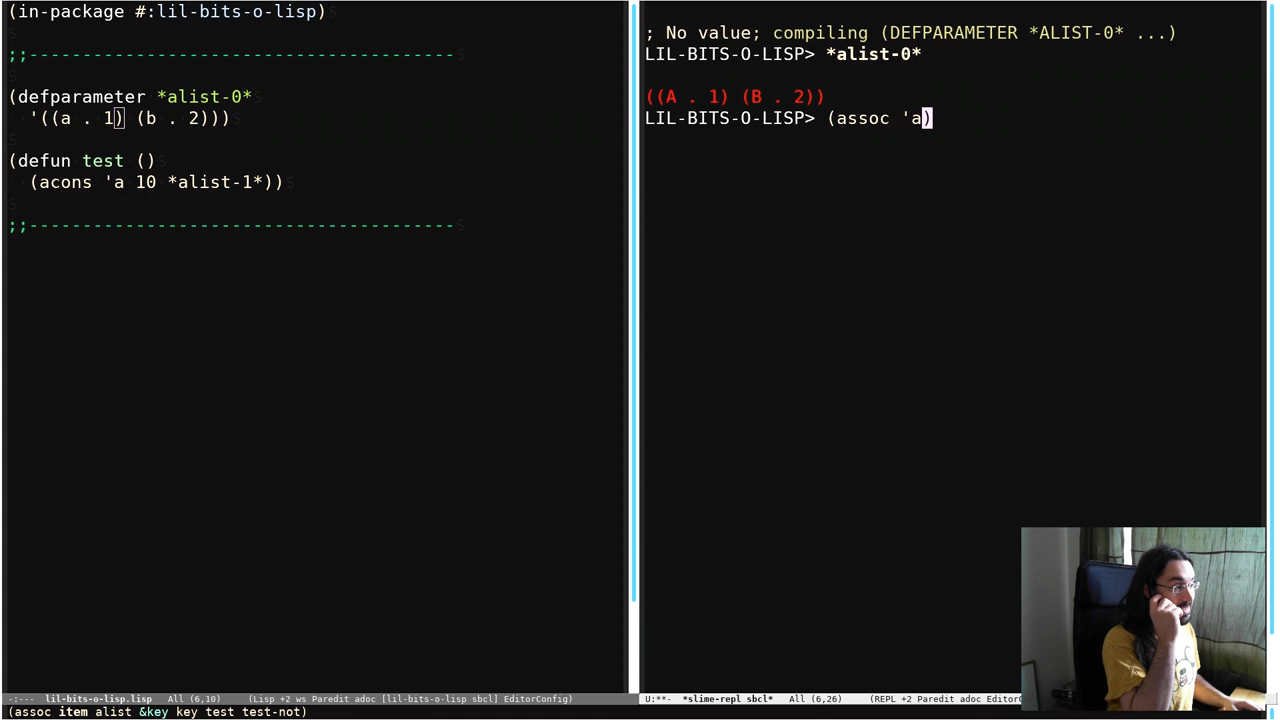 (in-package #:lil-bits-o-lisp)
;;----------------------------------------
(defparameter *alist-0*
'((a . 1) (b . 2)))
(defun test ()
(acons 'a 10 *alist-1*))
;;----------------------------------------
; No value; compiling (DEFPARAMETER *ALIST-0* ...)
LIL-BITS-O-LISP> *alist-0*
((A . 1) (B . 2))
LIL-BITS-O-LISP> (assoc 'a)
-:--- lil-bits-o-lisp.lisp All (6,10) (Lisp +2 ws Paredit adoc [lil-bits-o-lisp sbcl] EditorConfig)
U:**- *slime-repl sbcl* All (6,26) (REPL +2 Paredit adoc EditorC
(assoc item alist &key key test test-not)